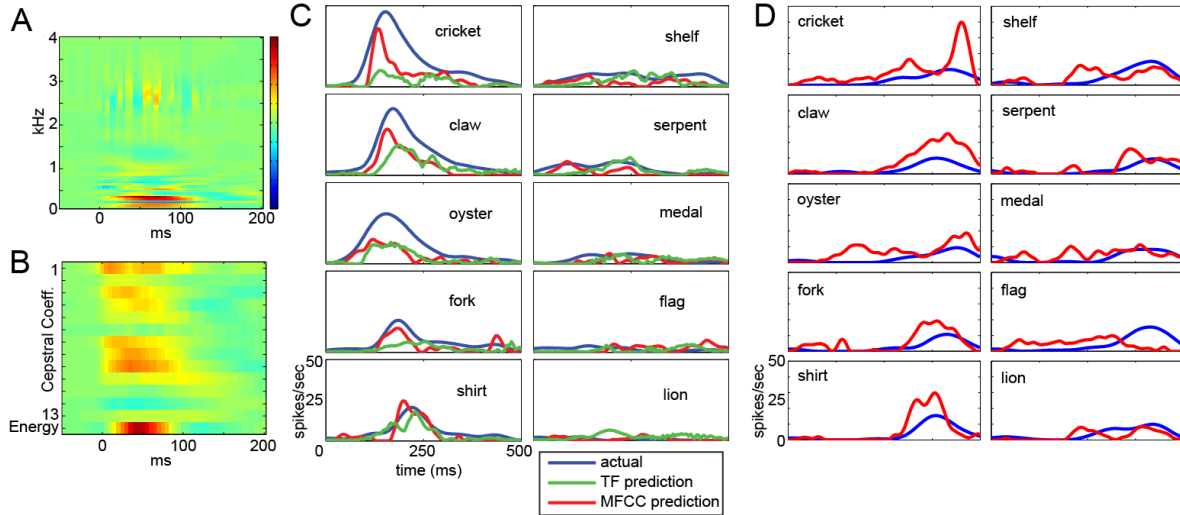 A
4
3
2
1
0
kHz
0
100
200
ms
B
1
Cepstral Coeff.
13
Energy
0
100
200
ms
C
cricket
shelf
claw
serpent
oyster
medal
fork
flag
50
25
0
spikes/sec
shirt
lion
0
250
500
time (ms)
actual
TF prediction
MFCC prediction
D
cricket
shelf
claw
serpent
oyster
medal
fork
flag
50
25
0
spikes/sec
shirt
lion